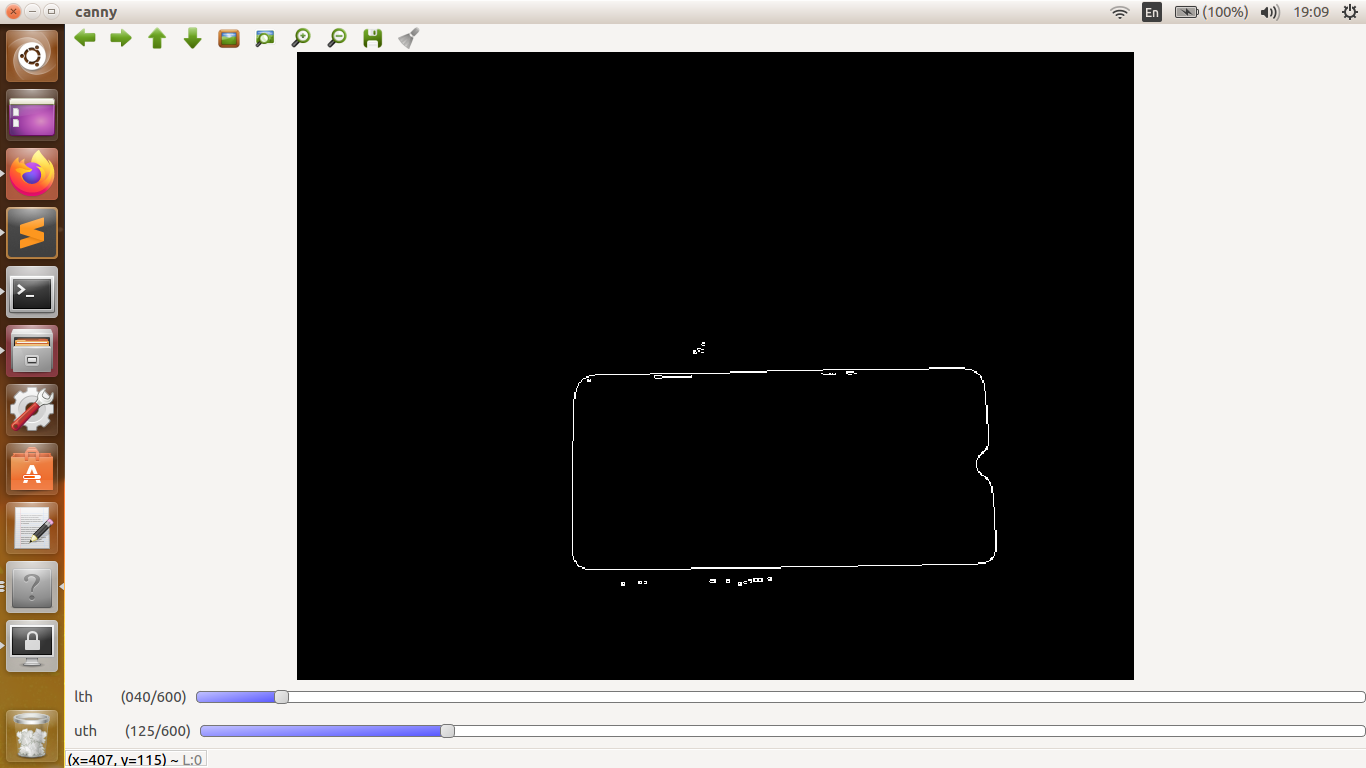 canny
En
(100%)
19:09
lth (040/600)
uth (125/600)
(x=407, y=115) ~ L:0